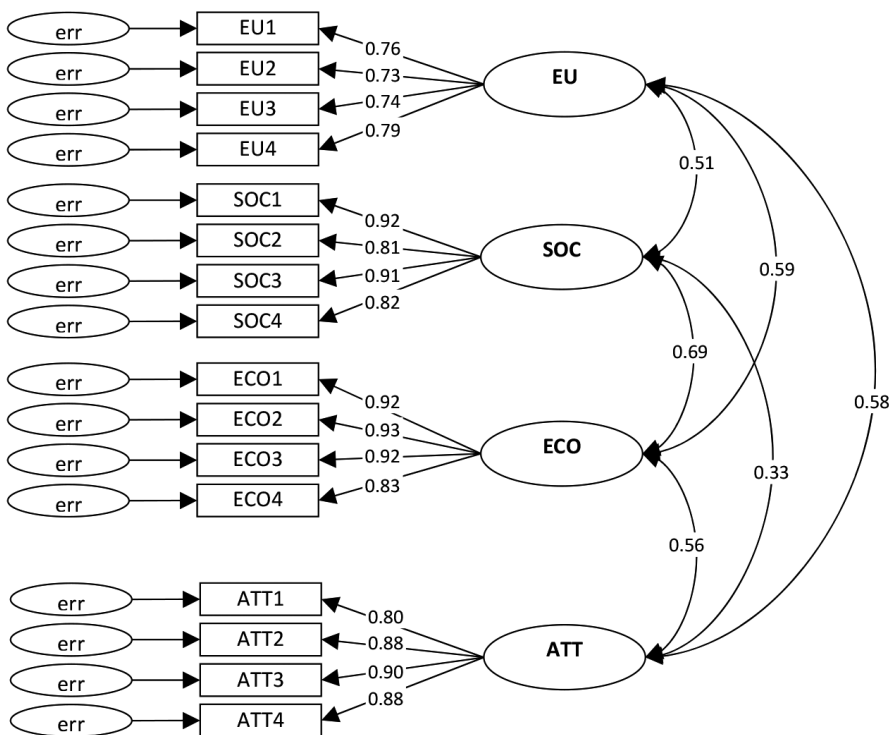 err EU1
0.76
err EU2
0.73
EU
err EU3
0.74
err EU4
0.79
0.51
err SOC1
0.92
err SOC2
0.81
SOC
err SOC3
0.91
0.59
err SOC4
0.82
0.69
err ECO1
0.92
0.58
err ECO2
0.93
ECO
err ECO3
0.92
0.33
err ECO4
0.83
0.56
err ATT1
0.80
err ATT2
0.88
ATT
err ATT3
0.90
err ATT4
0.88